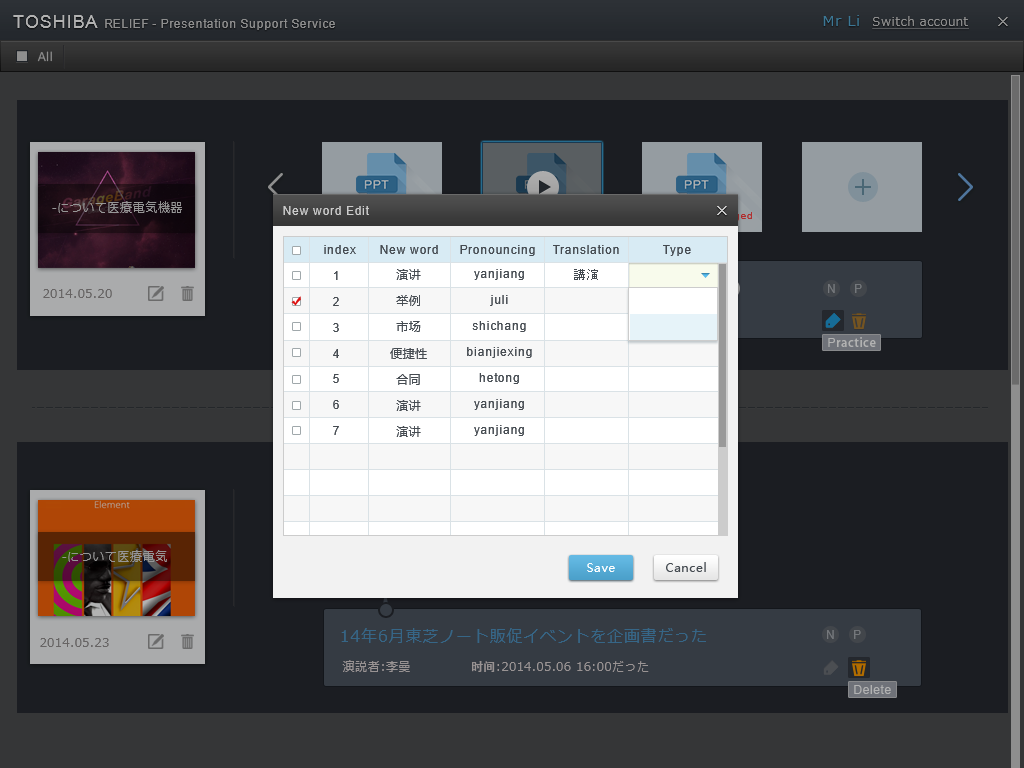 TOSHIBA RELIEF - Presentation Support Service
Mr Li Switch account
All
-について医療電気機器
2014.05.20
PPT
PPT
N P
Practice
New word Edit
index New word Pronouncing Translation Type
1 演讲 yanjiang 講演
2 举例 juli
3 市场 shichang
4 便捷性 bianjiexing
5 合同 hetong
6 演讲 yanjiang
7 演讲 yanjiang
Save Cancel
Element
-について医療電気
2014.05.23
14年6月東芝ノート販促イベントを企画書だった
演説者:李曼 时间:2014.05.06 16:00だった
N P
Delete